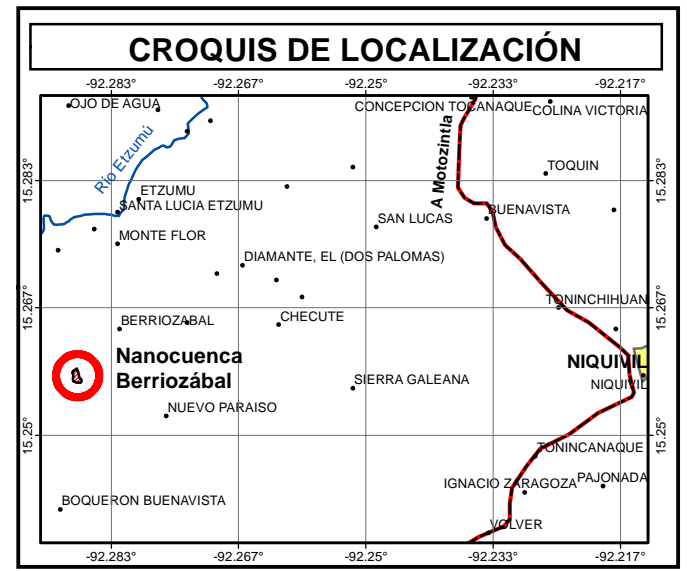 CROQUIS DE LOCALIZACIÓN
-92.283° -92.267° -92.25° -92.233° -92.217°
OJO DE AGUA
CONCEPCION TOCANAQUE
COLINA VICTORIA
Río Etzumú
A Motozintla
15.283°
15.283°
TOQUIN
ETZUMU
SANTA LUCIA ETZUMU
SAN LUCAS
BUENAVISTA
MONTE FLOR
DIAMANTE, EL (DOS PALOMAS)
15.267°
15.267°
TONINCHIHUAN
BERRIOZABAL
CHECUTE
Nanocuenca
Berriozábal
NIQUIVIL
SIERRA GALEANA
NIQUIVIL
NUEVO PARAISO
15.25°
15.25°
TONINCANAQUE
IGNACIO ZARAGOZA
PAJONADA
BOQUERON BUENAVISTA
VOLVER
-92.283° -92.267° -92.25° -92.233° -92.217°